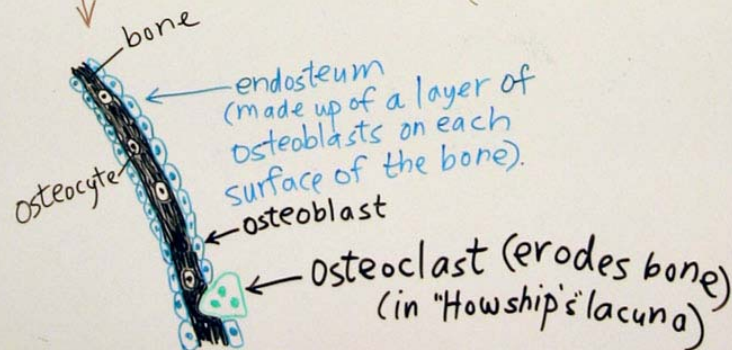 bone
endosteum
(made up of a layer of
osteoblasts on each
surface of the bone).
osteocyte
osteoblast
osteoclast (erodes bone)
(in "Howship's" lacuna)